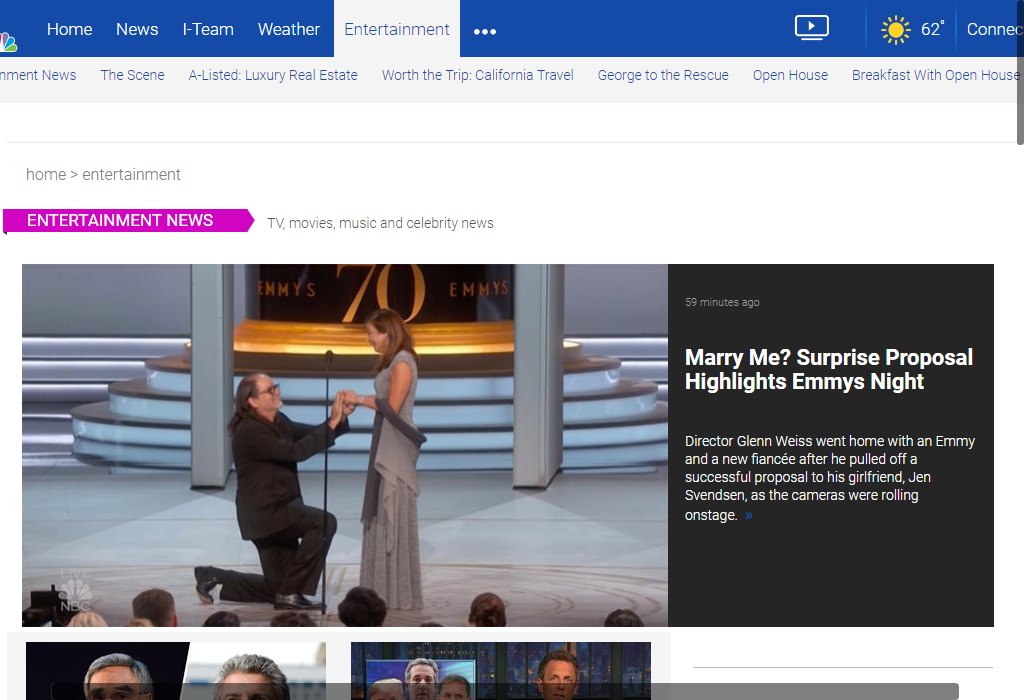 Home News I-Team Weather Entertainment ••• 62° Connec
nment News The Scene A-Listed: Luxury Real Estate Worth the Trip: California Travel George to the Rescue Open House Breakfast With Open House
home > entertainment
ENTERTAINMENT NEWS TV, movies, music and celebrity news
70
EMMYS EMMYS
59 minutes ago
Marry Me? Surprise Proposal
Highlights Emmys Night
Director Glenn Weiss went home with an Emmy
and a new fiancée after he pulled off a
successful proposal to his girlfriend, Jen
Svendsen, as the cameras were rolling
onstage. »
LIVE
NBC